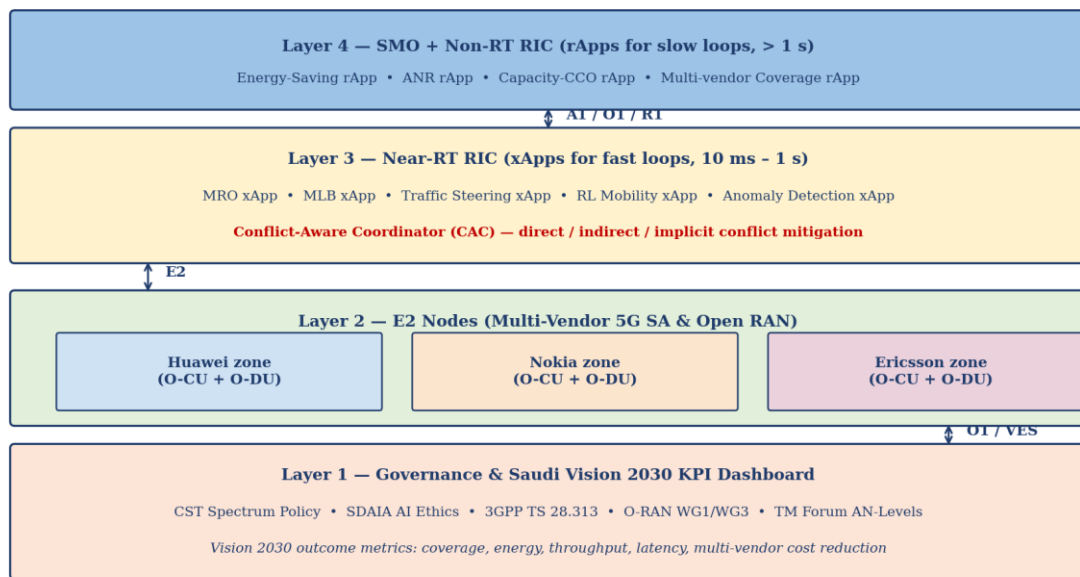 Layer 4 — SMO + Non-RT RIC (rApps for slow loops, > 1 s)
Energy-Saving rApp • ANR rApp • Capacity-CCO rApp • Multi-vendor Coverage rApp
A1 / O1 / R1
Layer 3 — Near-RT RIC (xApps for fast loops, 10 ms – 1 s)
MRO xApp • MLB xApp • Traffic Steering xApp • RL Mobility xApp • Anomaly Detection xApp
Conflict-Aware Coordinator (CAC) — direct / indirect / implicit conflict mitigation
E2
Layer 2 — E2 Nodes (Multi-Vendor 5G SA & Open RAN)
Huawei zone
(O-CU + O-DU)
Nokia zone
(O-CU + O-DU)
Ericsson zone
(O-CU + O-DU)
O1 / VES
Layer 1 — Governance & Saudi Vision 2030 KPI Dashboard
CST Spectrum Policy • SDAIA AI Ethics • 3GPP TS 28.313 • O-RAN WG1/WG3 • TM Forum AN-Levels
Vision 2030 outcome metrics: coverage, energy, throughput, latency, multi-vendor cost reduction